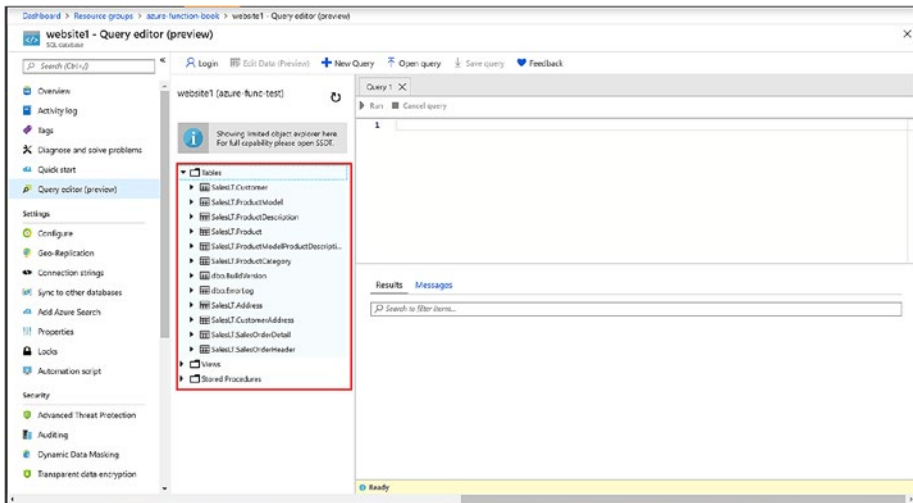 Dashboard > Resource groups > azure-function-book > website1 - Query editor (preview)
website1 - Query editor (preview)
SQL database
Search (Ctrl+/)
Overview
Activity log
Tags
Diagnose and solve problems
Quick start
Query editor (preview)
Settings
Configure
Geo-Replication
Connection strings
Sync to other databases
Add Azure Search
Properties
Locks
Automation script
Security
Advanced Threat Protection
Auditing
Dynamic Data Masking
Transparent data encryption
Login Edit Data (Preview) New Query Open query Save query Feedback
website1 (azure-func-test)
Showing limited object explorer here.
For full capability please open SSDT.
Tables
SalesLT.Customer
SalesLT.ProductModel
SalesLT.ProductDescription
SalesLT.Product
SalesLT.ProductModelProductDescripti...
SalesLT.ProductCategory
dbo.BuildVersion
dbo.ErrorLog
SalesLT.Address
SalesLT.CustomerAddress
SalesLT.SalesOrderDetail
SalesLT.SalesOrderHeader
Views
Stored Procedures
Query 1
Run Cancel query
1
Results Messages
Search to filter items...
Ready